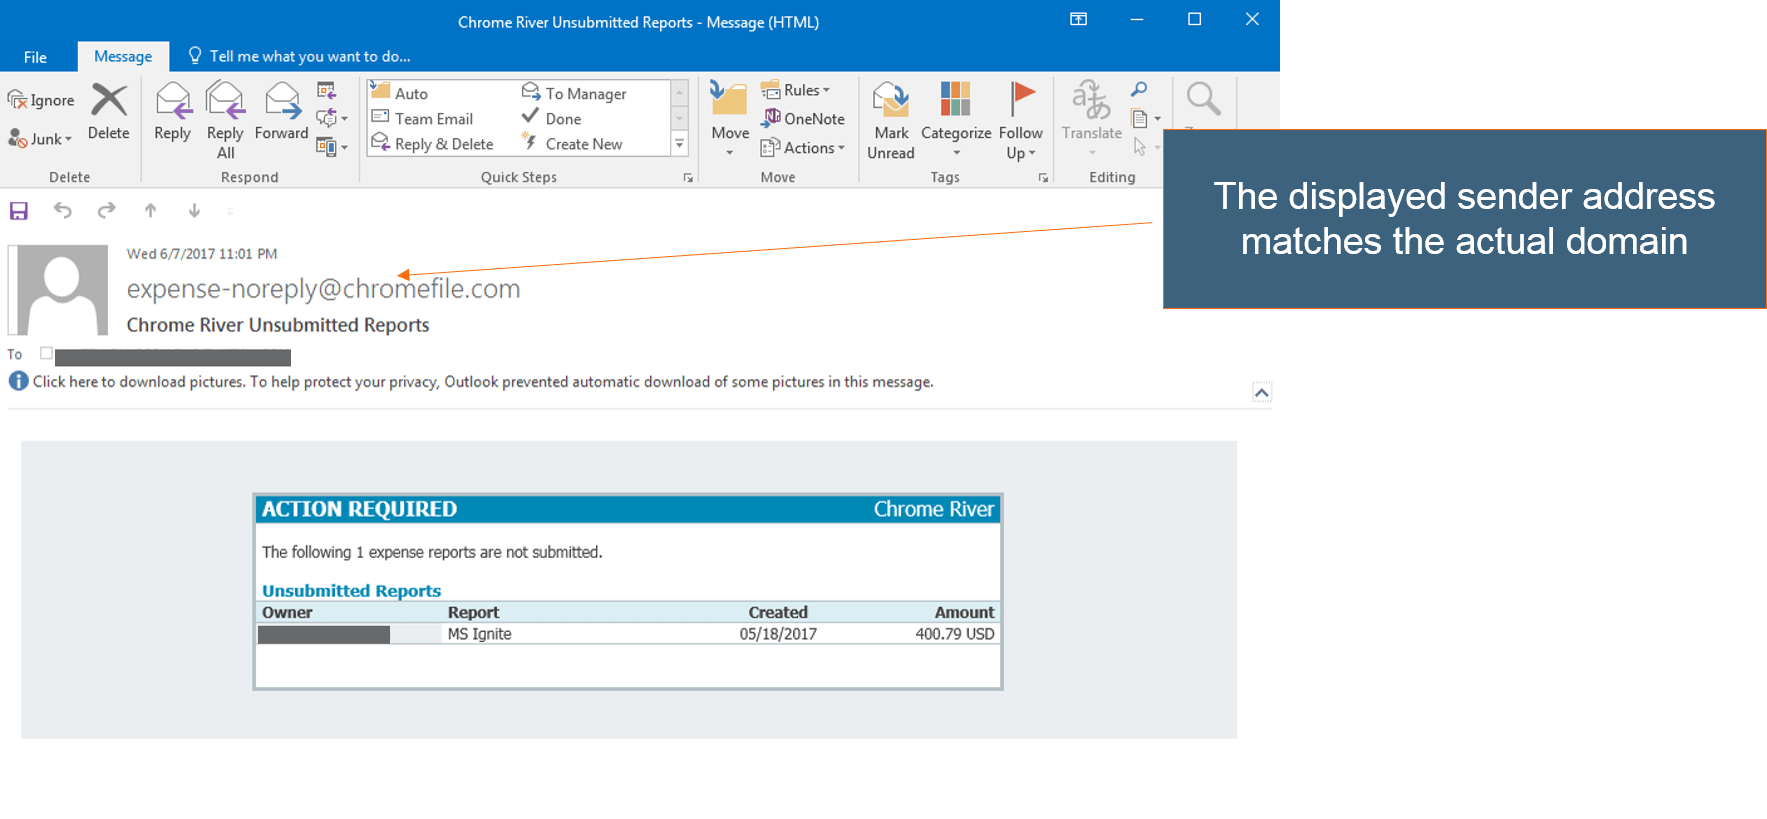 Chrome River Unsubmitted Reports - Message (HTML)
File
Message
Tell me what you want to do...
Ignore
Junk
Delete
Delete
Reply
Reply All
Forward
Respond
Auto
To Manager
Team Email
Done
Reply & Delete
Create New
Quick Steps
Move
Rules
OneNote
Actions
Move
Mark Unread
Categorize
Follow Up
Tags
Translate
Editing
The displayed sender address
matches the actual domain
Wed 6/7/2017 11:01 PM
expense-noreply@chromefile.com
Chrome River Unsubmitted Reports
To
Click here to download pictures. To help protect your privacy, Outlook prevented automatic download of some pictures in this message.
ACTION REQUIRED Chrome River
The following 1 expense reports are not submitted.
Unsubmitted Reports
Owner Report Created Amount
MS Ignite 05/18/2017 400.79 USD